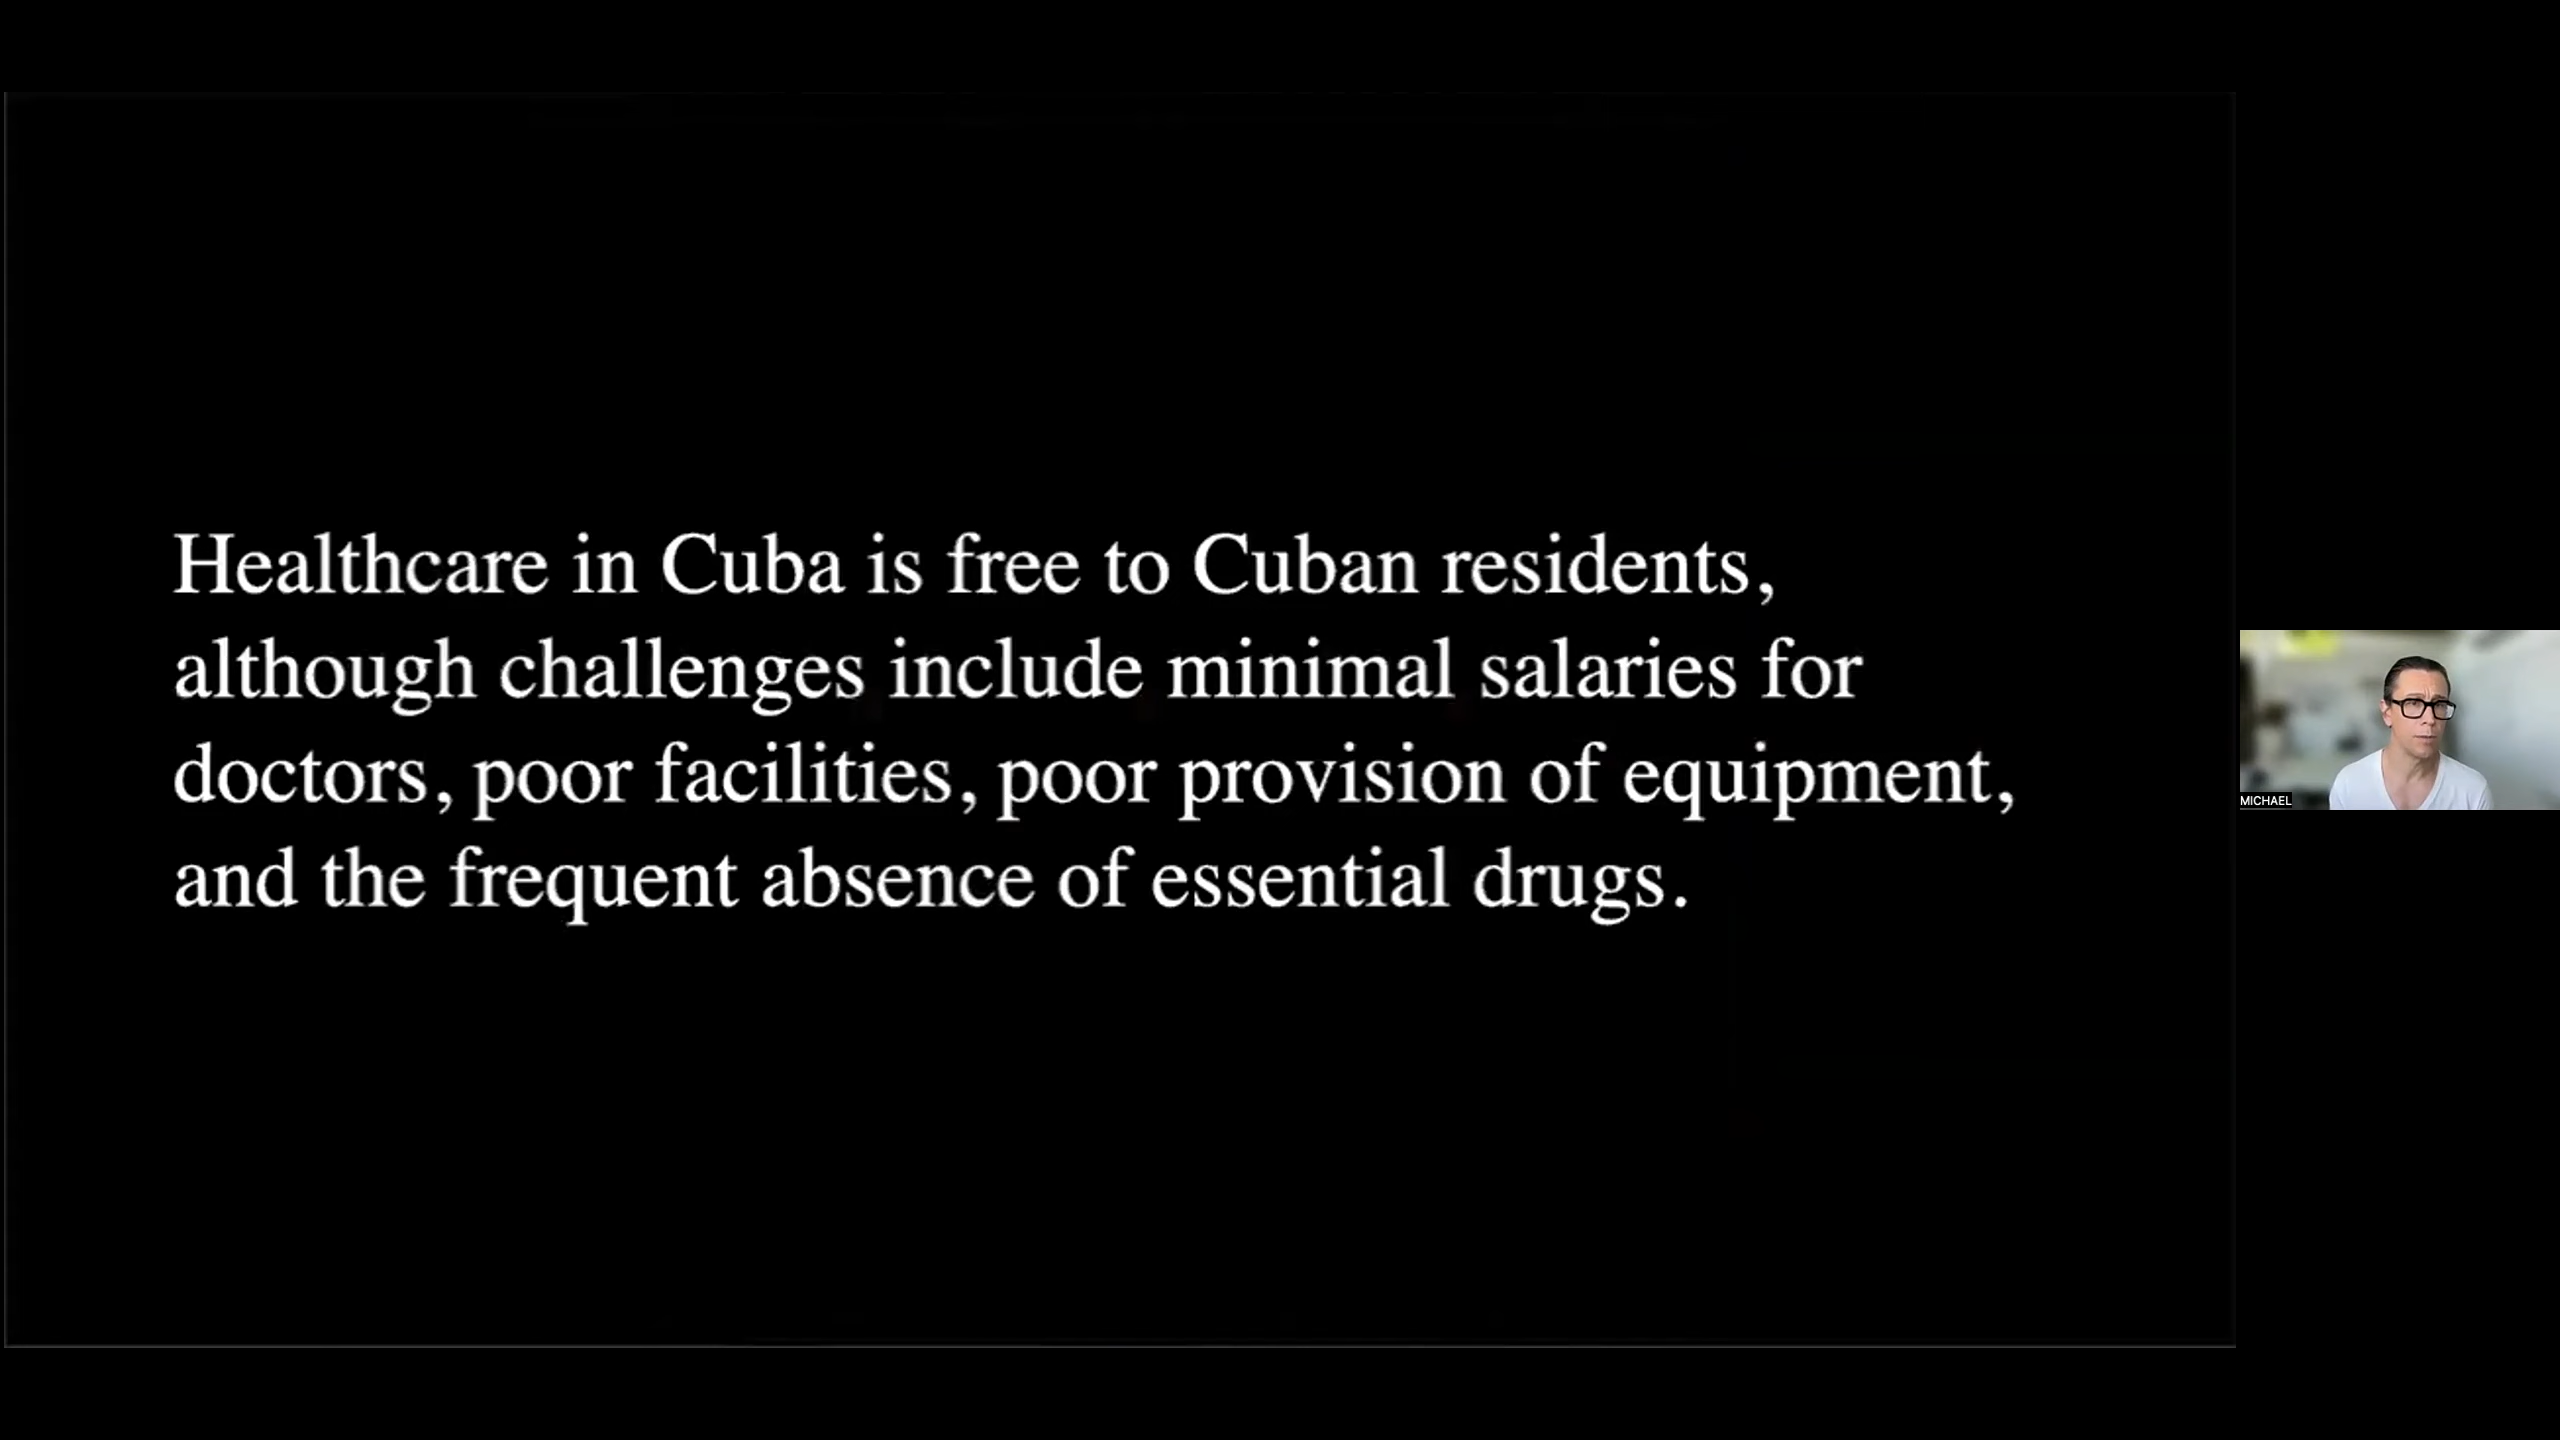 Healthcare in Cuba is free to Cuban residents,
although challenges include minimal salaries for
doctors, poor facilities, poor provision of equipment,
and the frequent absence of essential drugs.
MICHAEL